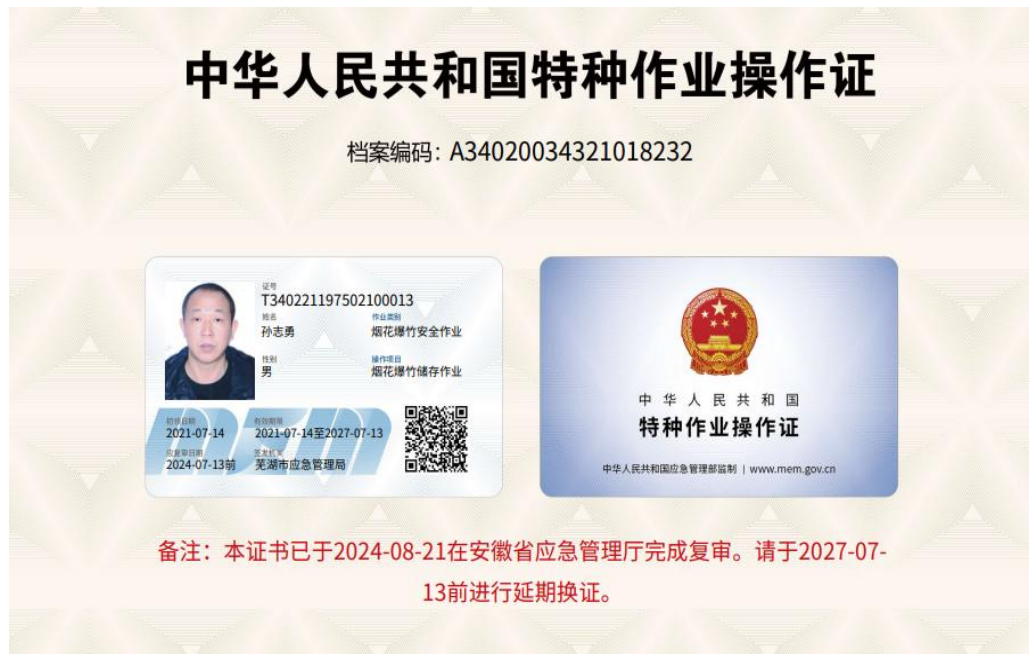 中华人民共和国特种作业操作证
档案编码：A34020034321018232
证号
T340221197502100013
姓名
孙志勇
作业类别
烟花爆竹安全作业
性别
男
操作项目
烟花爆竹储存作业
初领日期
2021-07-14
有效期限
2021-07-14至2027-07-13
应复审日期
2024-07-13前
签发机关
芜湖市应急管理局
中华人民共和国
特种作业操作证
中华人民共和国应急管理部监制 | www.mem.gov.cn
备注：本证书已于2024-08-21在安徽省应急管理厅完成复审。请于2027-07-
13前进行延期换证。